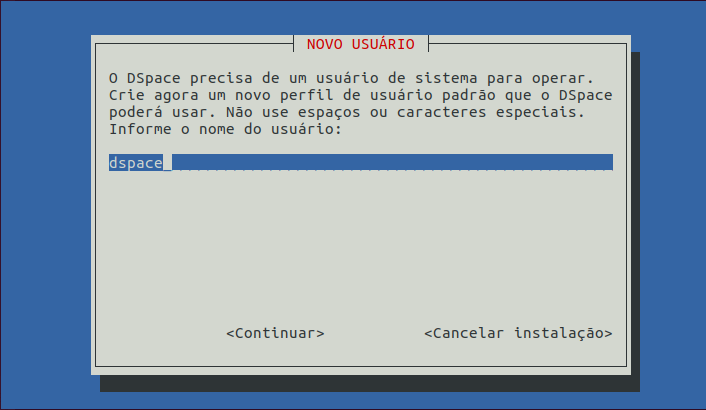 NOVO USUÁRIO
O DSpace precisa de um usuário de sistema para operar.
Crie agora um novo perfil de usuário padrão que o DSpace
poderá usar. Não use espaços ou caracteres especiais.
Informe o nome do usuário:
dspace
<Continuar> <Cancelar instalação>